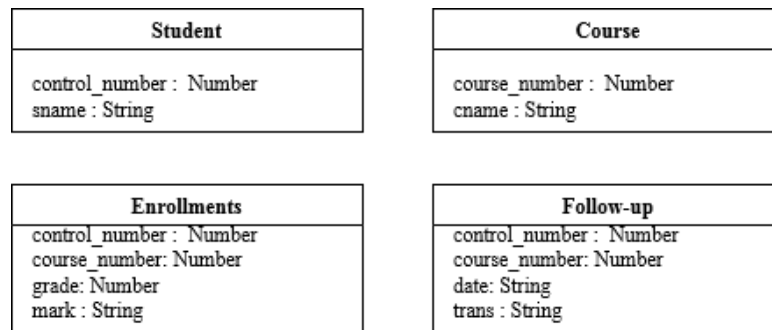 Student
control_number : Number
sname : String
Course
course_number : Number
cname : String
Enrollments
control_number : Number
course_number: Number
grade: Number
mark : String
Follow-up
control_number : Number
course_number: Number
date: String
trans : String